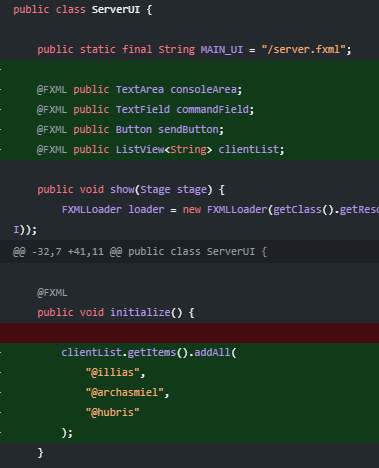 public class ServerUI {
public static final String MAIN_UI = "/server.fxml";
@FXML public TextArea consoleArea;
@FXML public TextField commandField;
@FXML public Button sendButton;
@FXML public ListView<String> clientList;
public void show(Stage stage) {
FXMLLoader loader = new FXMLLoader(getClass().getReso
I));
@@ -32,7 +41,11 @@ public class ServerUI {
@FXML
public void initialize() {
clientList.getItems().addAll(
"@illias",
"@archasmiel",
"@hubris"
);
}